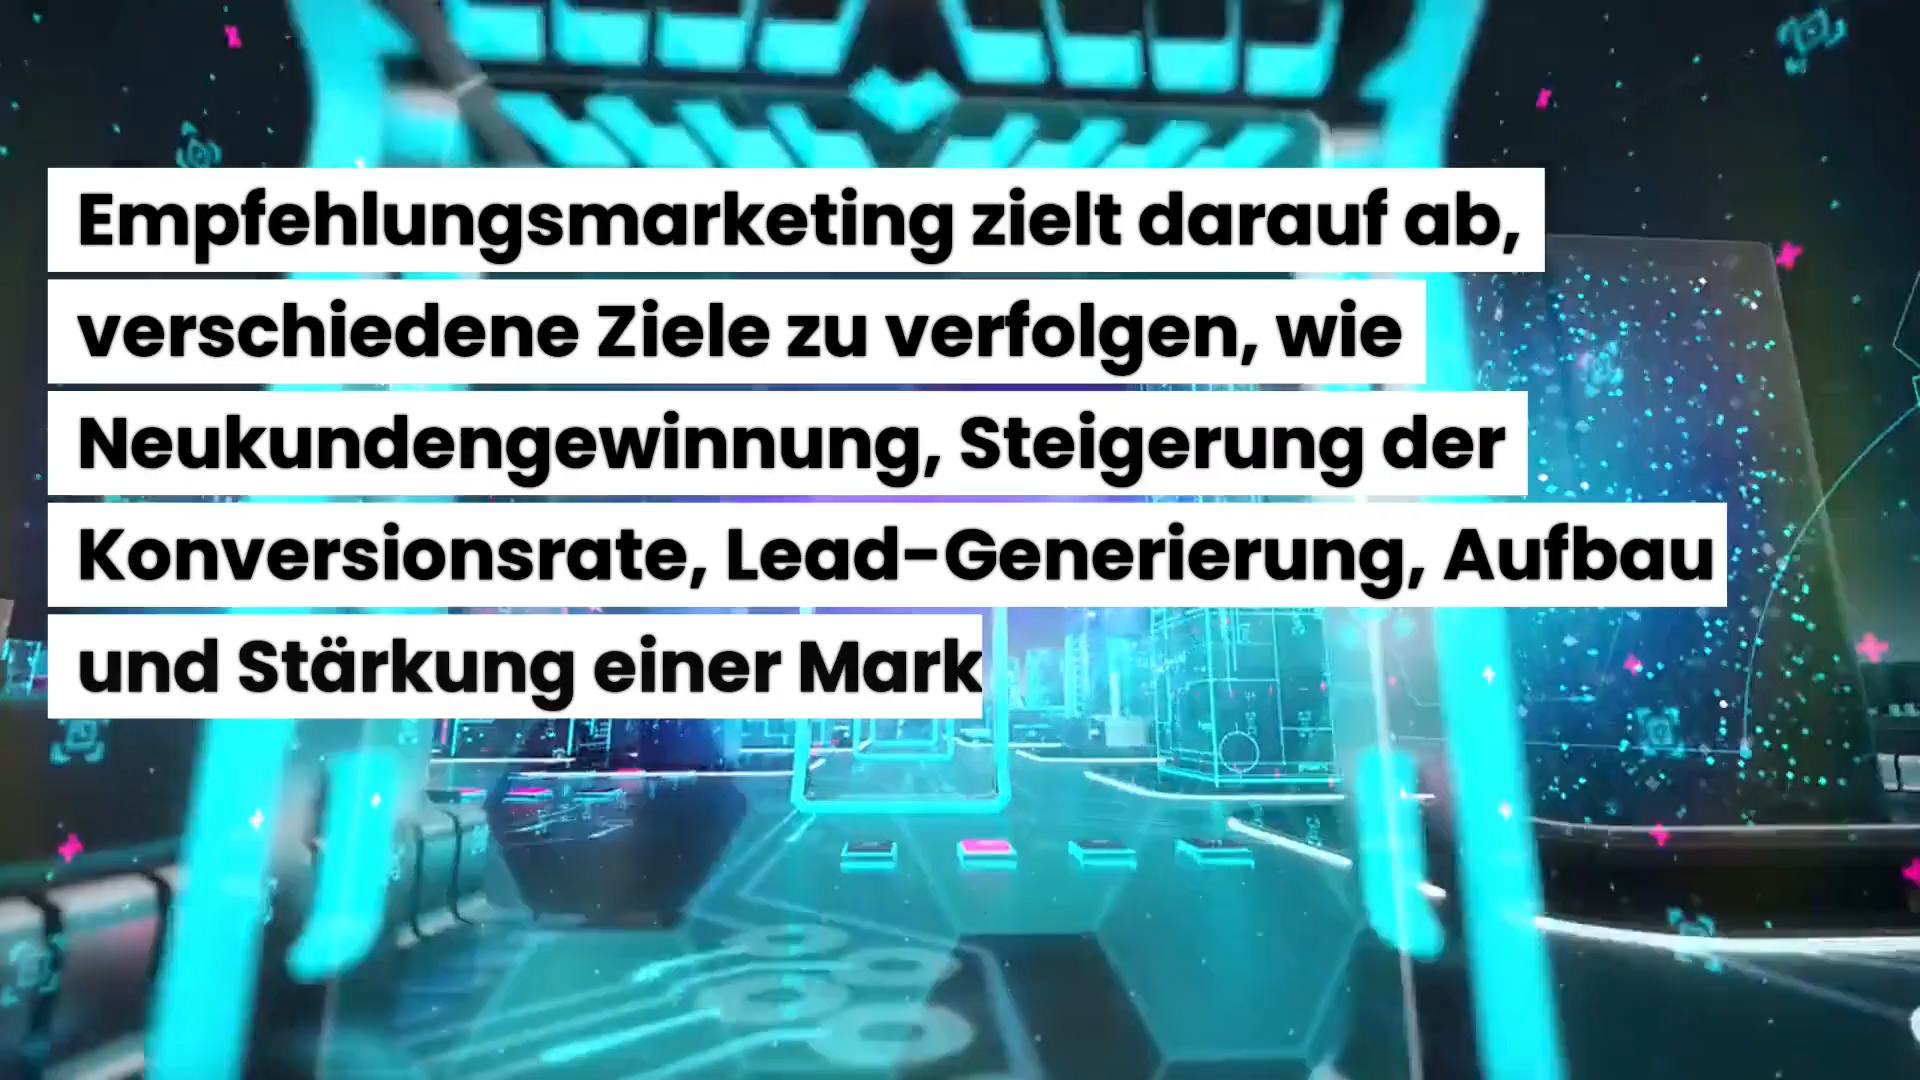 Empfehlungsmarketing zielt darauf ab,
verschiedene Ziele zu verfolgen, wie
Neukundengewinnung, Steigerung der
Konversionsrate, Lead-Generierung, Aufbau
und Stärkung einer Mark